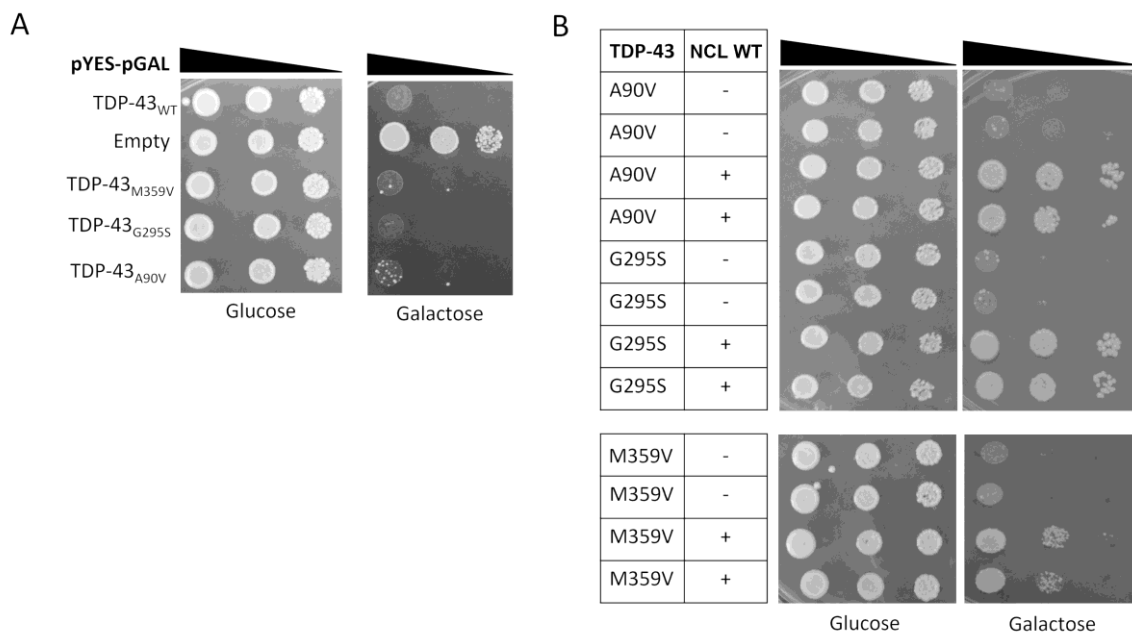 A
pYES-pGAL
TDP-43WT
Empty
TDP-43M359V
TDP-43G295S
TDP-43A90V
Glucose
Galactose
B
TDP-43 NCL WT
A90V -
A90V -
A90V +
A90V +
G295S -
G295S -
G295S +
G295S +
M359V -
M359V -
M359V +
M359V +
Glucose
Galactose